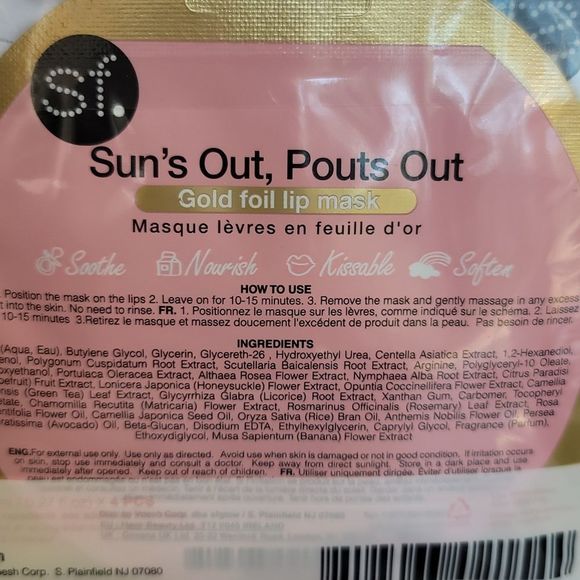 sf.
Sun's Out, Pouts Out
Gold foil lip mask
Masque lèvres en feuille d'or
Soothe Nourish Kissable Soften
HOW TO USE
Position the mask on the lips 2. Leave on for 10-15 minutes. 3. Remove the mask and gently massage in any excess
into the skin. No need to rinse. FR. 1. Positionnez le masque sur les lèvres, comme indiqué sur le schéma. 2. Laissez
10-15 minutes 3.Retirez le masque et massez doucement l'excédent de produit dans la peau. Pas besoin de rincer.
INGREDIENTS
(Aqua, Eau), Butylene Glycol, Glycerin, Glycereth-26 , Hydroxyethyl Urea, Centella Asiatica Extract, 1,2-Hexanediol,
Polygonum Cuspidatum Root Extract, Scutellaria Baicalensis Root Extract, Arginine, Polyglyceryl-10 Oleate,
Portulaca Oleracea Extract, Althaea Rosea Flower Extract, Nymphaea Alba Root Extract, Citrus Paradisi
Fruit Extract, Lonicera Japonica (Honeysuckle) Flower Extract, Opuntia Coccinellifera Flower Extract, Camellia
(Green Tea) Leaf Extract, Glycyrrhiza Glabra (Licorice) Root Extract, Xanthan Gum, Carbomer, Tocopheryl
Chamomilla Recutita (Matricaria) Flower Extract, Rosmarinus Officinalis (Rosemary) Leaf Extract, Rosa
Flower Extract, Camellia Japonica Seed Oil, Oryza Sativa (Rice) Bran Oil, Anthemis Nobilis Flower Oil, Persea
(Avocado) Oil, Beta-Glucan, Disodium EDTA, Ethylhexylglycerin, Caprylyl Glycol, Fragrance (Parfum),
Ethoxydiglycol, Musa Sapientum (Banana) Flower Extract
ENG.For external use only. Use only as directed. Avoid use when skin is damaged or not in good condition. If irritation occurs
on skin, stop use immediately and consult a doctor. Keep away from direct sunlight. Store in a dark place and use
immediately after opened. Keep out of reach of children. FR. Utiliser uniquement dirigée. Éviter d'utiliser lorsque la
Corp. S. Plainfield NJ 07080